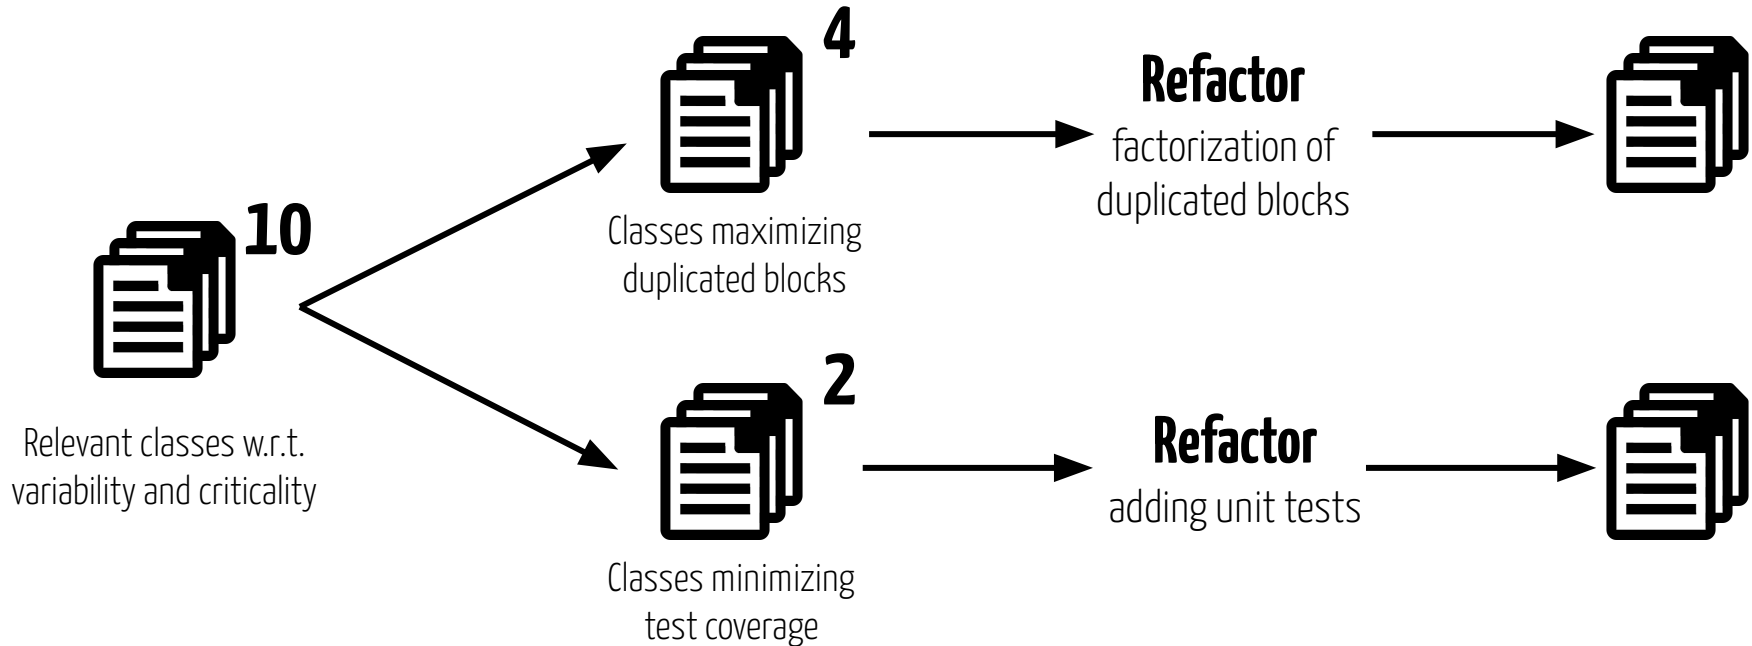 10
Relevant classes w.r.t.
variability and criticality
4
Classes maximizing
duplicated blocks
Refactor
factorization of
duplicated blocks
2
Classes minimizing
test coverage
Refactor
adding unit tests